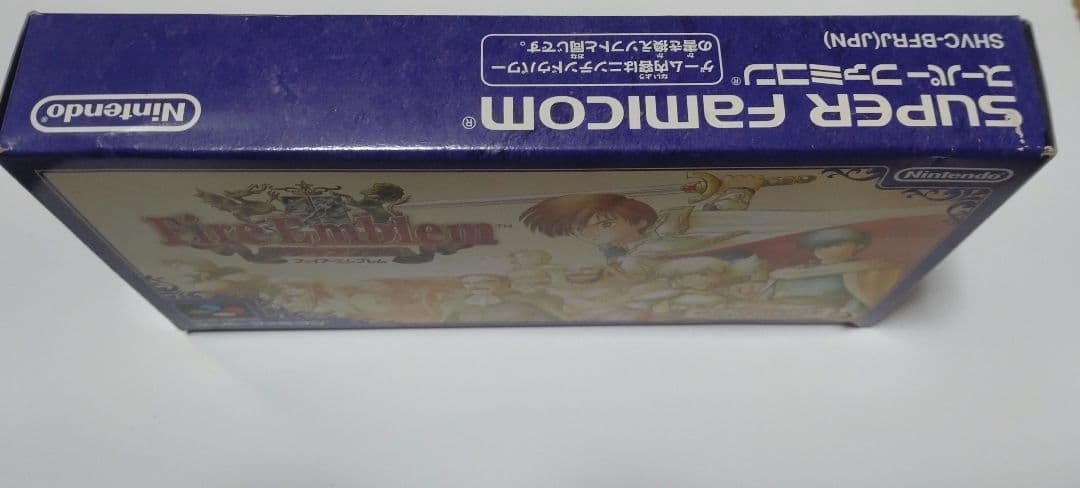 SUPER Famicom®
スーパーファミコン®
SHVC-BFRJ(JPN)
ゲーム内容はニンテンドウパワー
の書き換えソフトと同じです。
Nintendo®
Nintendo®
Fire Emblem™
ファイアーエムブレム